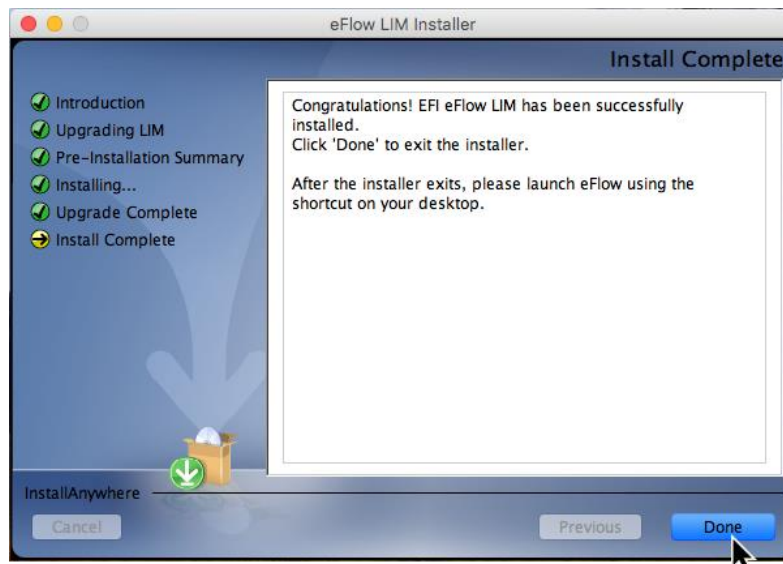 eFlow LIM Installer
Install Complete
Introduction
Upgrading LIM
Pre-Installation Summary
Installing...
Upgrade Complete
Install Complete
Congratulations! EFI eFlow LIM has been successfully
installed.
Click 'Done' to exit the installer.
After the installer exits, please launch eFlow using the
shortcut on your desktop.
InstallAnywhere
Cancel
Previous
Done